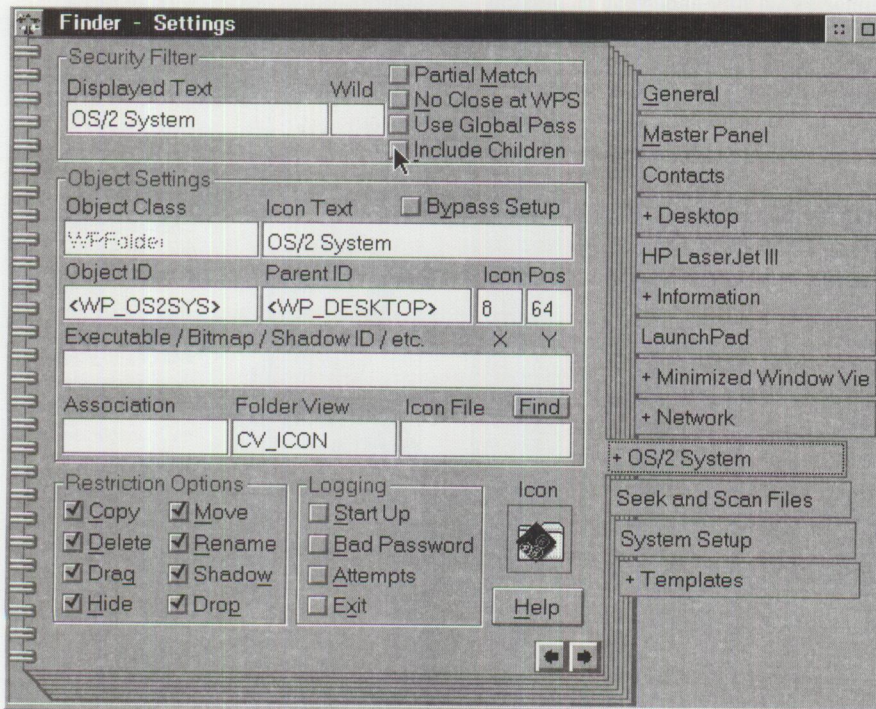 Finder - Settings
Security Filter
Displayed Text
Wild
OS/2 System
Partial Match
No Close at WPS
Use Global Pass
Include Children
Object Settings
Object Class
Icon Text
Bypass Setup
WPFolder
OS/2 System
Object ID
Parent ID
Icon Pos
<WP_OS2SYS>
<WP_DESKTOP>
8
64
Executable / Bitmap / Shadow ID / etc.
X
Y
Association
Folder View
Icon File
Find
CV_ICON
Restriction Options
Copy
Move
Delete
Rename
Drag
Shadow
Hide
Drop
Logging
Start Up
Bad Password
Attempts
Exit
Icon
Help
General
Master Panel
Contacts
+ Desktop
HP LaserJet III
+ Information
LaunchPad
+ Minimized Window Vie
+ Network
+ OS/2 System
Seek and Scan Files
System Setup
+ Templates